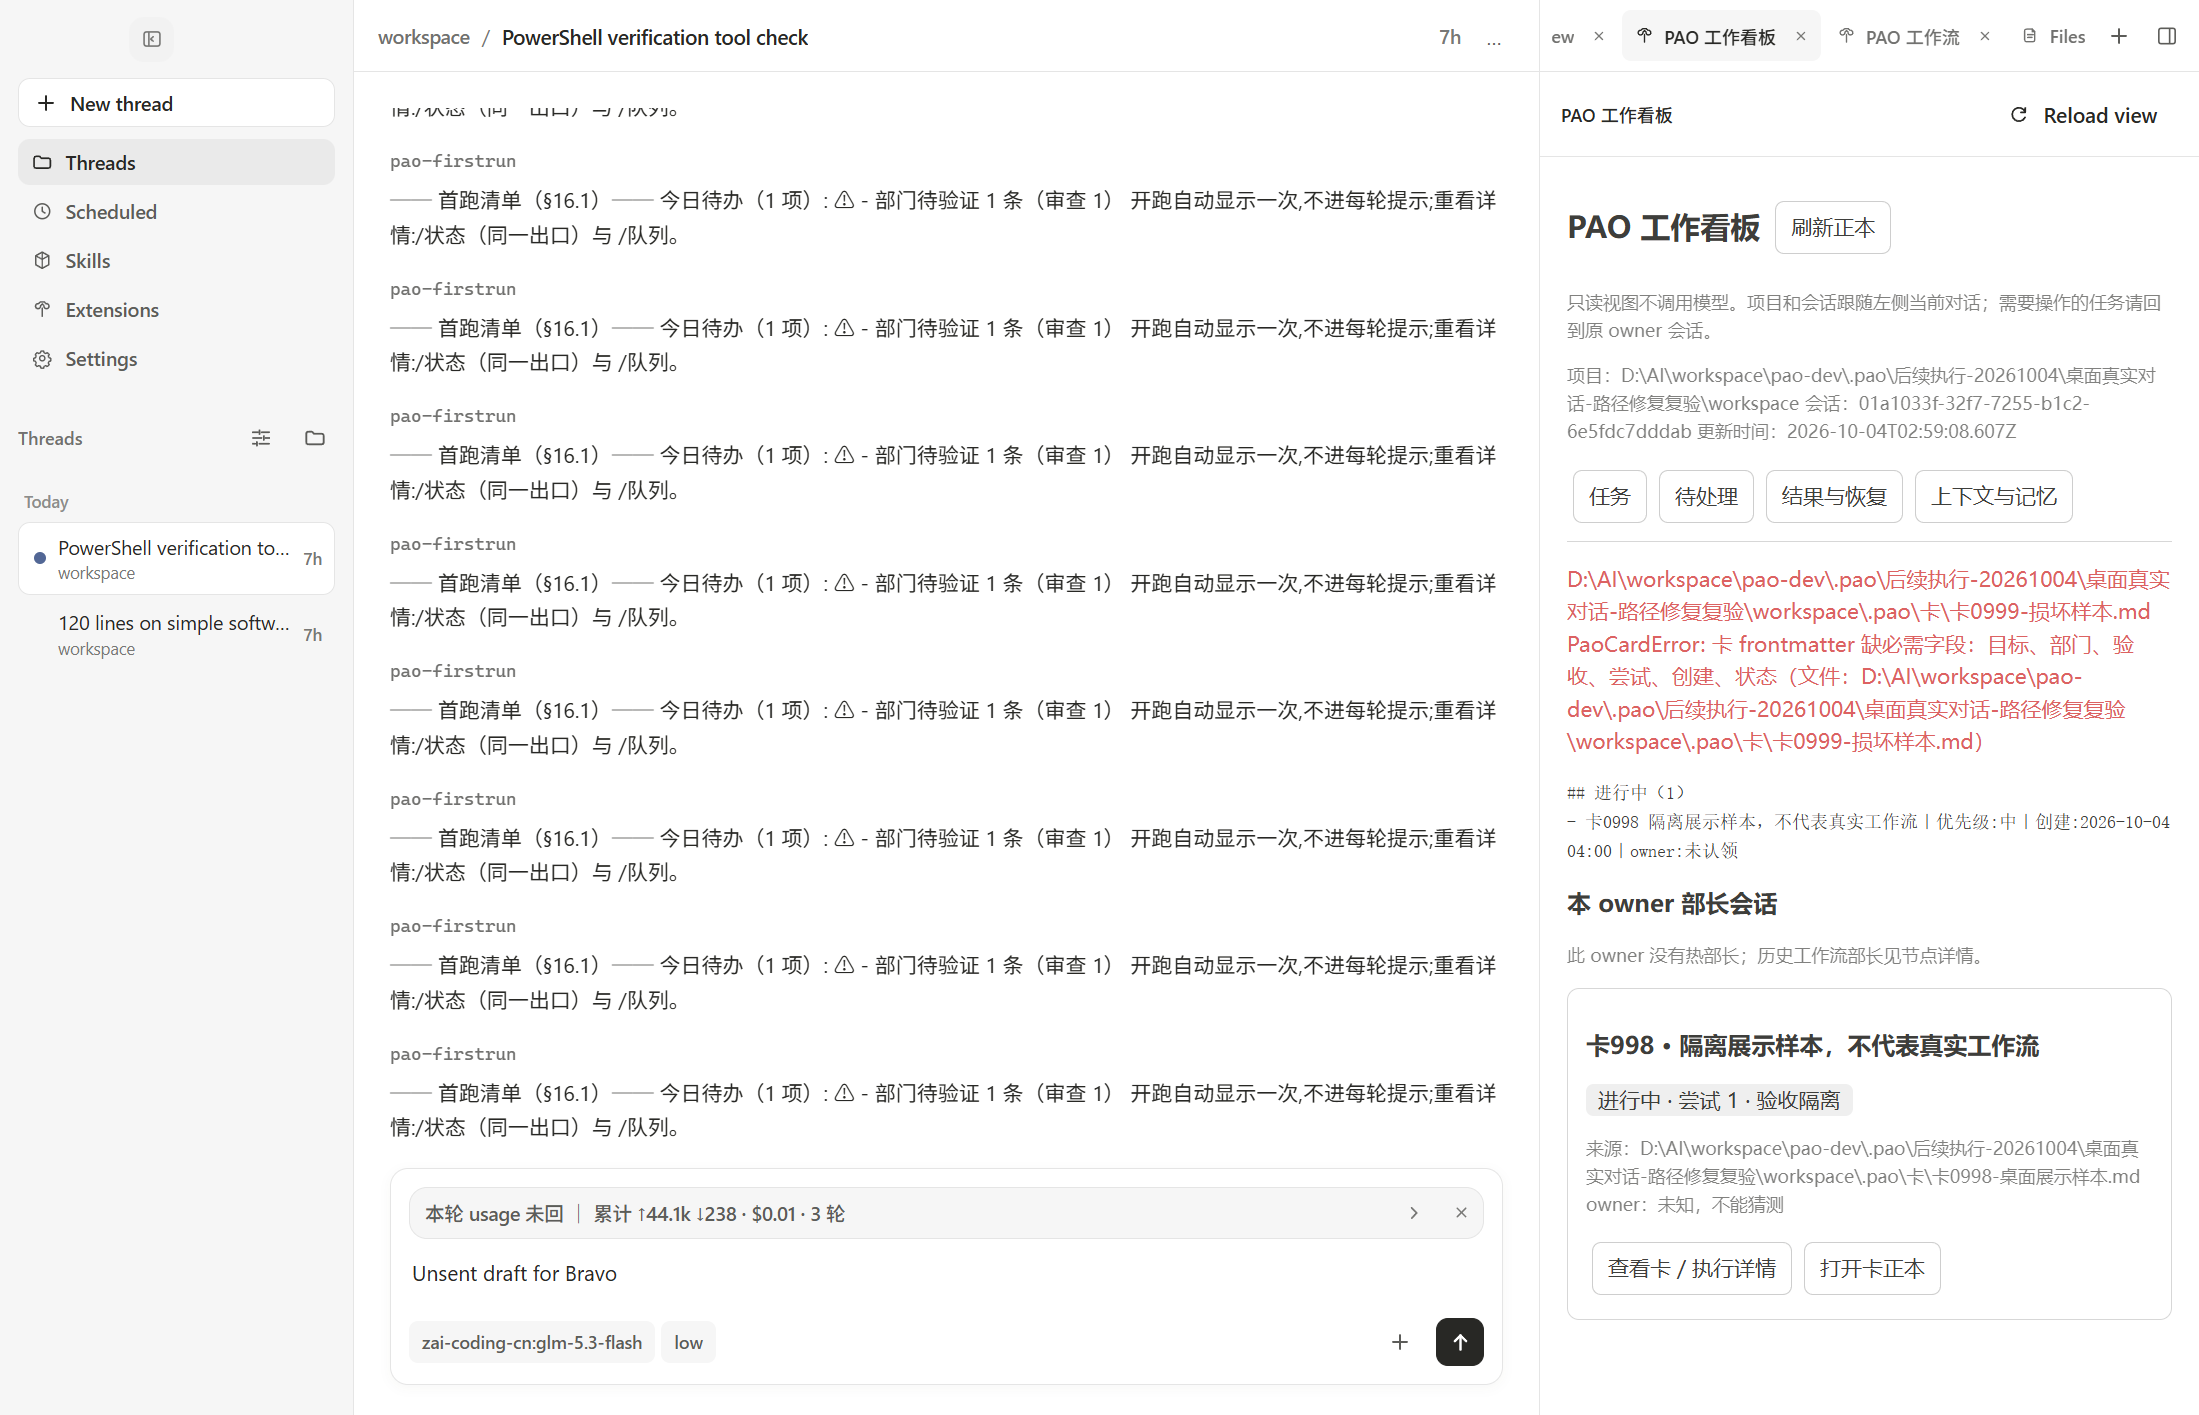 New thread
Threads
Scheduled
Skills
Extensions
Settings
Threads
Today
PowerShell verification to...
7h
workspace
120 lines on simple softw...
7h
workspace
workspace / PowerShell verification tool check
7h ...
情:/状态（同一出口）与 /队列。
pao-firstrun
—— 首跑清单（§16.1）—— 今日待办（1 项）: ⚠ - 部门待验证 1 条（审查 1） 开跑自动显示一次,不进每轮提示;重看详
情:/状态（同一出口）与 /队列。
pao-firstrun
—— 首跑清单（§16.1）—— 今日待办（1 项）: ⚠ - 部门待验证 1 条（审查 1） 开跑自动显示一次,不进每轮提示;重看详
情:/状态（同一出口）与 /队列。
pao-firstrun
—— 首跑清单（§16.1）—— 今日待办（1 项）: ⚠ - 部门待验证 1 条（审查 1） 开跑自动显示一次,不进每轮提示;重看详
情:/状态（同一出口）与 /队列。
pao-firstrun
—— 首跑清单（§16.1）—— 今日待办（1 项）: ⚠ - 部门待验证 1 条（审查 1） 开跑自动显示一次,不进每轮提示;重看详
情:/状态（同一出口）与 /队列。
pao-firstrun
—— 首跑清单（§16.1）—— 今日待办（1 项）: ⚠ - 部门待验证 1 条（审查 1） 开跑自动显示一次,不进每轮提示;重看详
情:/状态（同一出口）与 /队列。
pao-firstrun
—— 首跑清单（§16.1）—— 今日待办（1 项）: ⚠ - 部门待验证 1 条（审查 1） 开跑自动显示一次,不进每轮提示;重看详
情:/状态（同一出口）与 /队列。
pao-firstrun
—— 首跑清单（§16.1）—— 今日待办（1 项）: ⚠ - 部门待验证 1 条（审查 1） 开跑自动显示一次,不进每轮提示;重看详
情:/状态（同一出口）与 /队列。
pao-firstrun
—— 首跑清单（§16.1）—— 今日待办（1 项）: ⚠ - 部门待验证 1 条（审查 1） 开跑自动显示一次,不进每轮提示;重看详
情:/状态（同一出口）与 /队列。
本轮 usage 未回 ｜ 累计 ↑44.1k ↓238 · $0.01 · 3 轮
Unsent draft for Bravo
zai-coding-cn:glm-5.3-flash
low
ew
PAO 工作看板
PAO 工作流
Files
PAO 工作看板
Reload view
PAO 工作看板
刷新正本
只读视图不调用模型。项目和会话跟随左侧当前对话；需要操作的任务请回
到原 owner 会话。
项目：D:\AI\workspace\pao-dev\.pao\后续执行-20261004\桌面真实对
话-路径修复复验\workspace 会话：01a1033f-32f7-7255-b1c2-
6e5fdc7dddab 更新时间：2026-10-04T02:59:08.607Z
任务
待处理
结果与恢复
上下文与记忆
D:\AI\workspace\pao-dev\.pao\后续执行-20261004\桌面真实
对话-路径修复复验\workspace\.pao\卡\卡0999-损坏样本.md
PaoCardError: 卡 frontmatter 缺必需字段：目标、部门、验
收、尝试、创建、状态（文件：D:\AI\workspace\pao-
dev\.pao\后续执行-20261004\桌面真实对话-路径修复复验
\workspace\.pao\卡\卡0999-损坏样本.md）
## 进行中（1）
- 卡0998 隔离展示样本，不代表真实工作流｜优先级:中｜创建:2026-10-04
04:00｜owner:未认领
本 owner 部长会话
此 owner 没有热部长；历史工作流部长见节点详情。
卡998 • 隔离展示样本，不代表真实工作流
进行中 · 尝试 1 · 验收隔离
来源：D:\AI\workspace\pao-dev\.pao\后续执行-20261004\桌面真
实对话-路径修复复验\workspace\.pao\卡\卡0998-桌面展示样本.md
owner：未知，不能猜测
查看卡 / 执行详情
打开卡正本